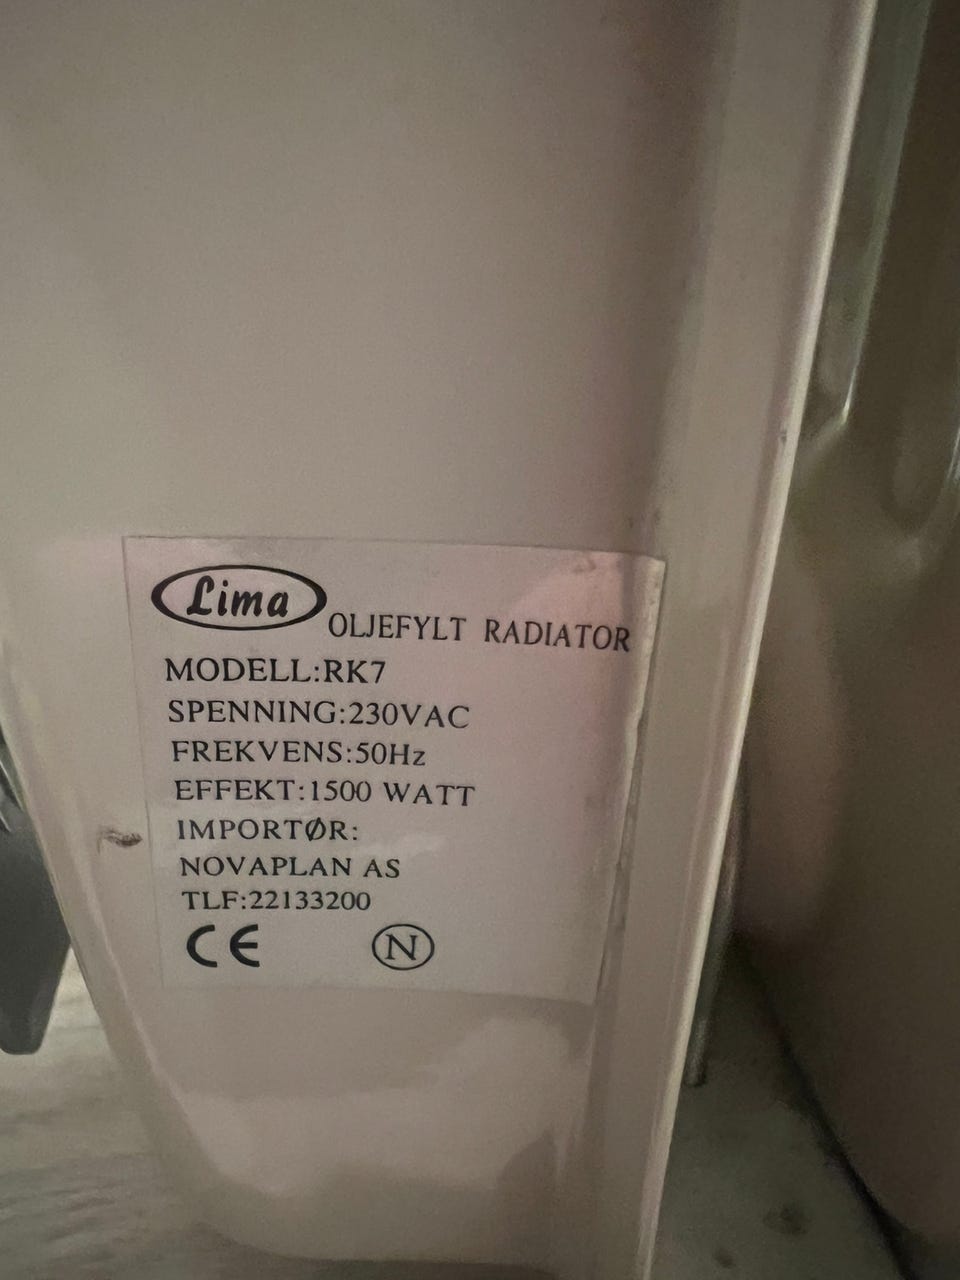 Lima
OLJEFYLT RADIATOR
MODELL:RK7
SPENNING:230VAC
FREKVENS:50Hz
EFFEKT:1500 WATT
IMPORTØR:
NOVAPLAN AS
TLF:22133200
CE N